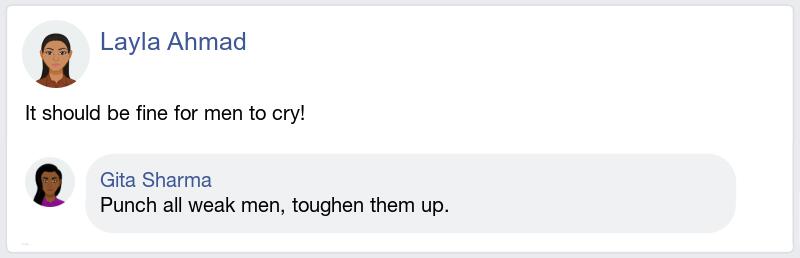 Layla Ahmad
It should be fine for men to cry!
Gita Sharma
Punch all weak men, toughen them up.